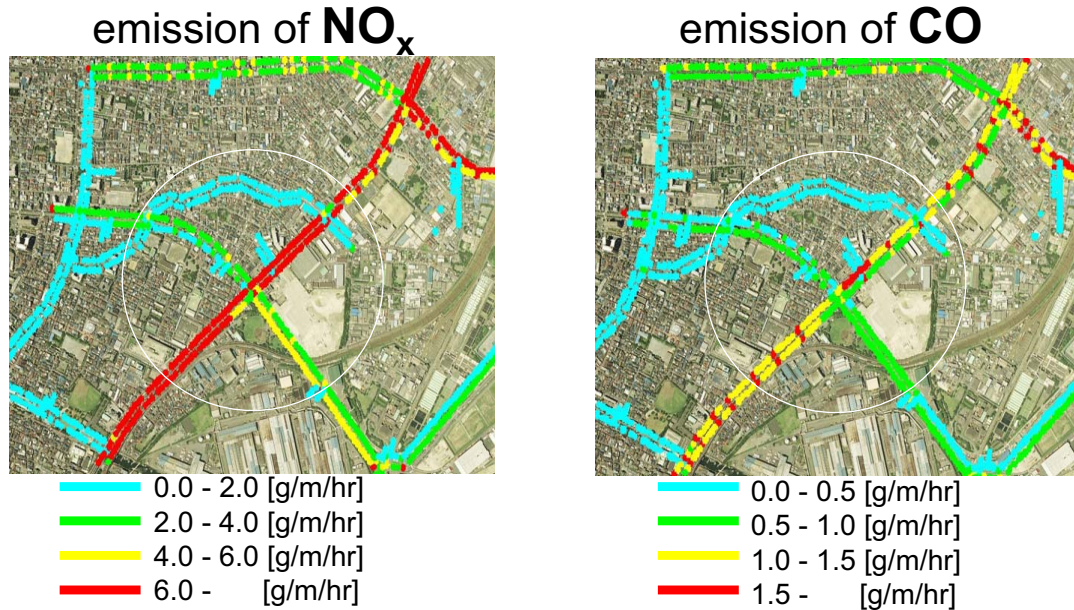 emission of NOx
0.0 - 2.0 [g/m/hr]
2.0 - 4.0 [g/m/hr]
4.0 - 6.0 [g/m/hr]
6.0 - [g/m/hr]
emission of CO
0.0 - 0.5 [g/m/hr]
0.5 - 1.0 [g/m/hr]
1.0 - 1.5 [g/m/hr]
1.5 - [g/m/hr]